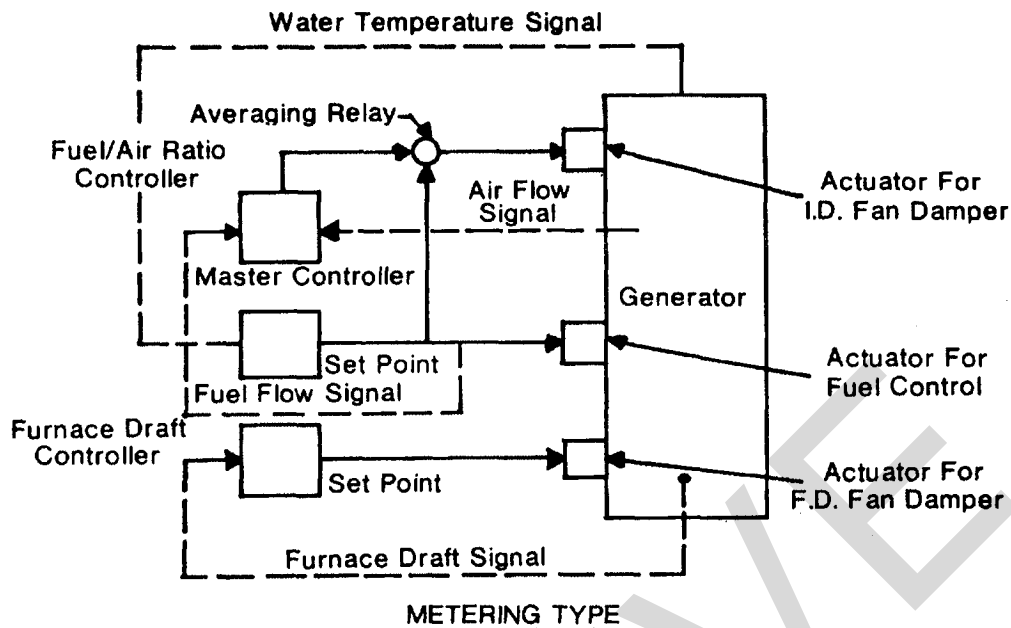 Water Temperature Signal
Averaging Relay
Fuel/Air Ratio
Controller
Air Flow
Signal
Actuator For
I.D. Fan Damper
Master Controller
Generator
Set Point
Fuel Flow Signal
Actuator For
Fuel Control
Furnace Draft
Controller
Set Point
Actuator For
F.D. Fan Damper
Furnace Draft Signal
METERING TYPE